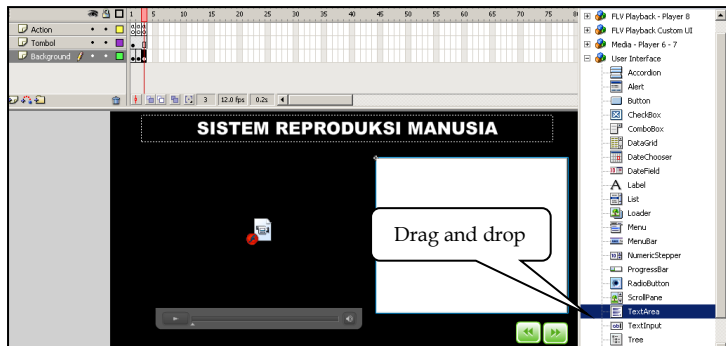 1 5 10 15 20 25 30 35 40 45 50 55 60 65 70 75
Action
Tombol
Background
3 12.0 fps 0.2s
SISTEM REPRODUKSI MANUSIA
Drag and drop
FLV Playback - Player 8
FLV Playback Custom UI
Media - Player 6 - 7
User Interface
Accordion
Alert
Button
CheckBox
ComboBox
DataGrid
DateChooser
DateField
Label
List
Loader
Menu
MenuBar
NumericStepper
ProgressBar
RadioButton
ScrollPane
TextArea
TextInput
Tree